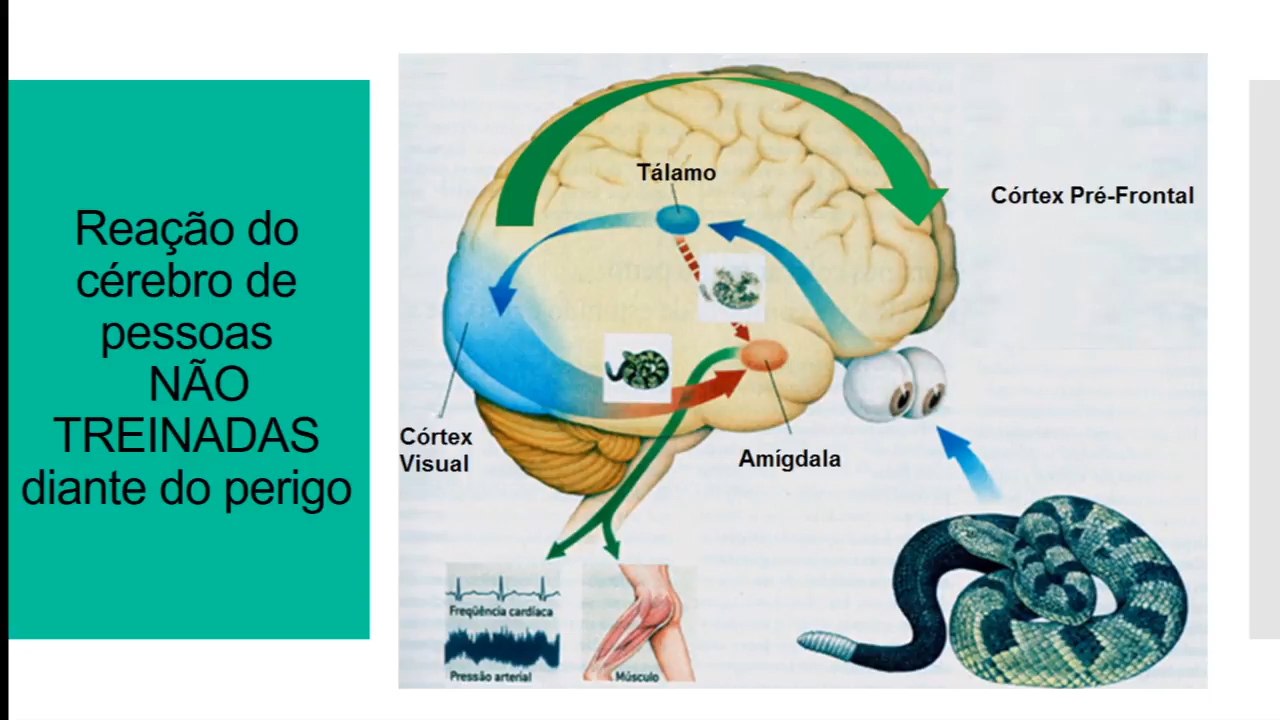 Reação do
cérebro de
pessoas
NÃO
TREINADAS
diante do perigo
Tálamo
Córtex Pré-Frontal
Córtex
Visual
Amígdala
Freqüência cardíaca
Pressão arterial
Músculo